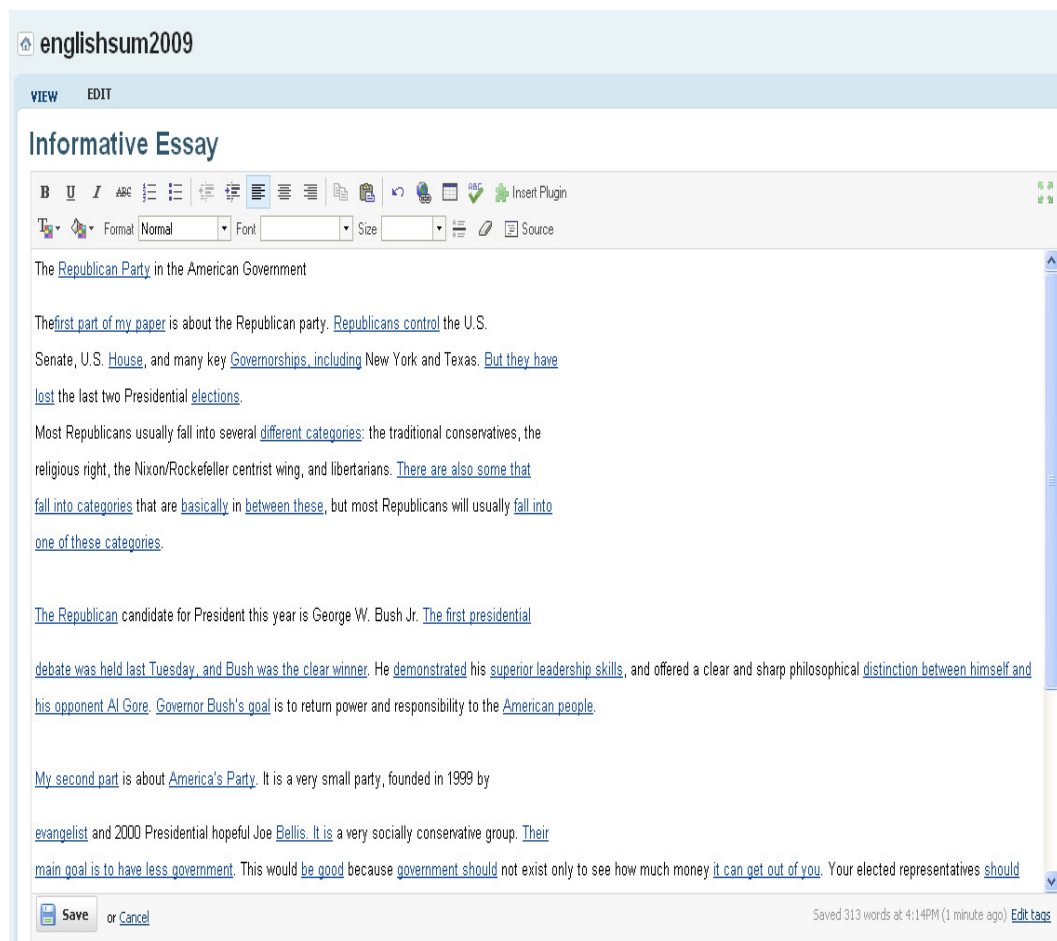 englishsum2009
VIEW EDIT
Informative Essay
B U I ABC ABC Insert Plugin
Format Normal Font Size Source
The Republican Party in the American Government
Thefirst part of my paper is about the Republican party. Republicans control the U.S.
Senate, U.S. House, and many key Governorships, including New York and Texas. But they have
lost the last two Presidential elections.
Most Republicans usually fall into several different categories: the traditional conservatives, the
religious right, the Nixon/Rockefeller centrist wing, and libertarians. There are also some that
fall into categories that are basically in between these, but most Republicans will usually fall into
one of these categories.
The Republican candidate for President this year is George W. Bush Jr. The first presidential
debate was held last Tuesday, and Bush was the clear winner. He demonstrated his superior leadership skills, and offered a clear and sharp philosophical distinction between himself and
his opponent Al Gore. Governor Bush's goal is to return power and responsibility to the American people.
My second part is about America's Party. It is a very small party, founded in 1999 by
evangelist and 2000 Presidential hopeful Joe Bellis. It is a very socially conservative group. Their
main goal is to have less government. This would be good because government should not exist only to see how much money it can get out of you. Your elected representatives should
Save or Cancel Saved 313 words at 4:14PM (1 minute ago) Edit tags